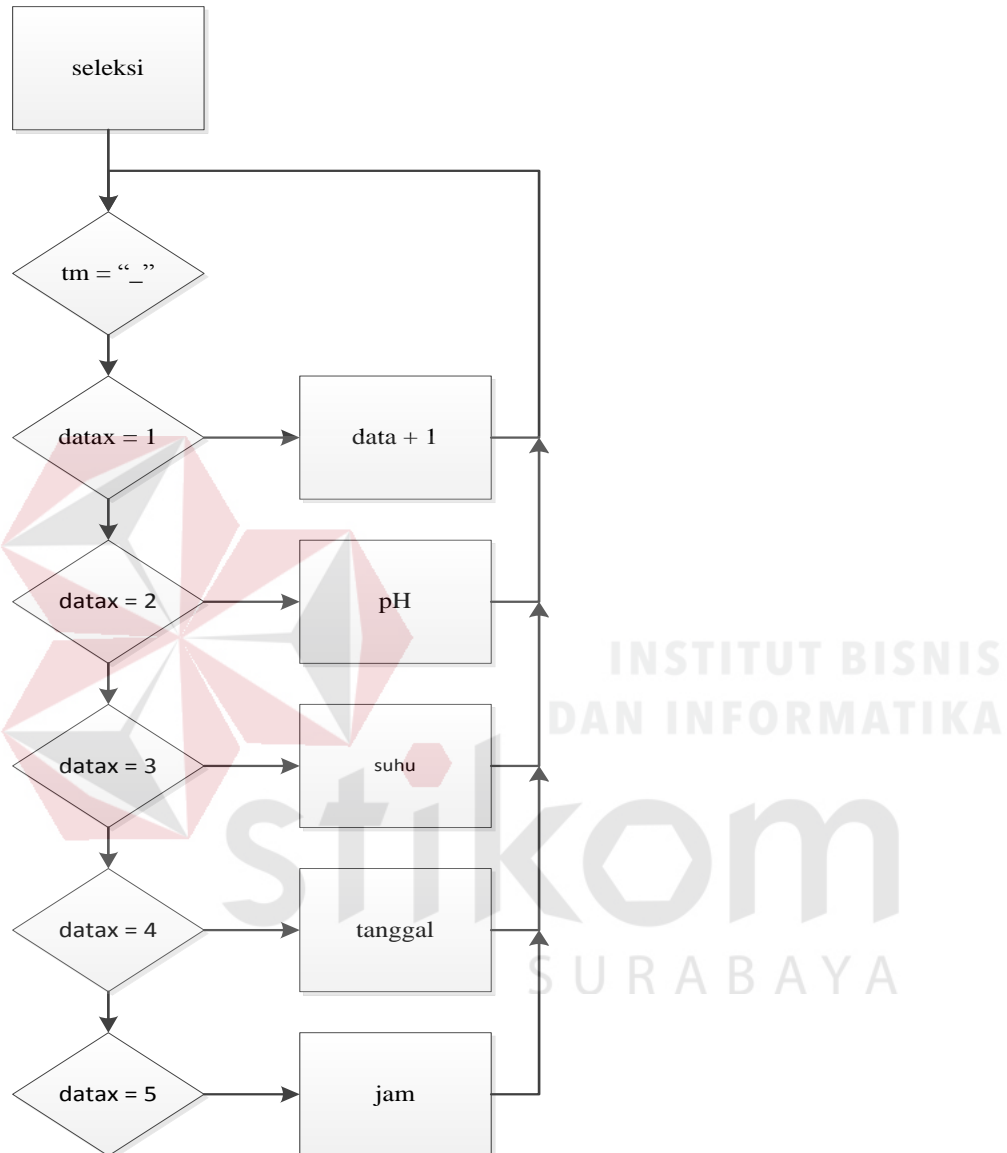 seleksi
tm = “_”
datax = 1
data + 1
datax = 2
pH
datax = 3
suhu
datax = 4
tanggal
datax = 5
jam
INSTITUT BISNIS
DAN INFORMATIKA
stikom
SURABAYA